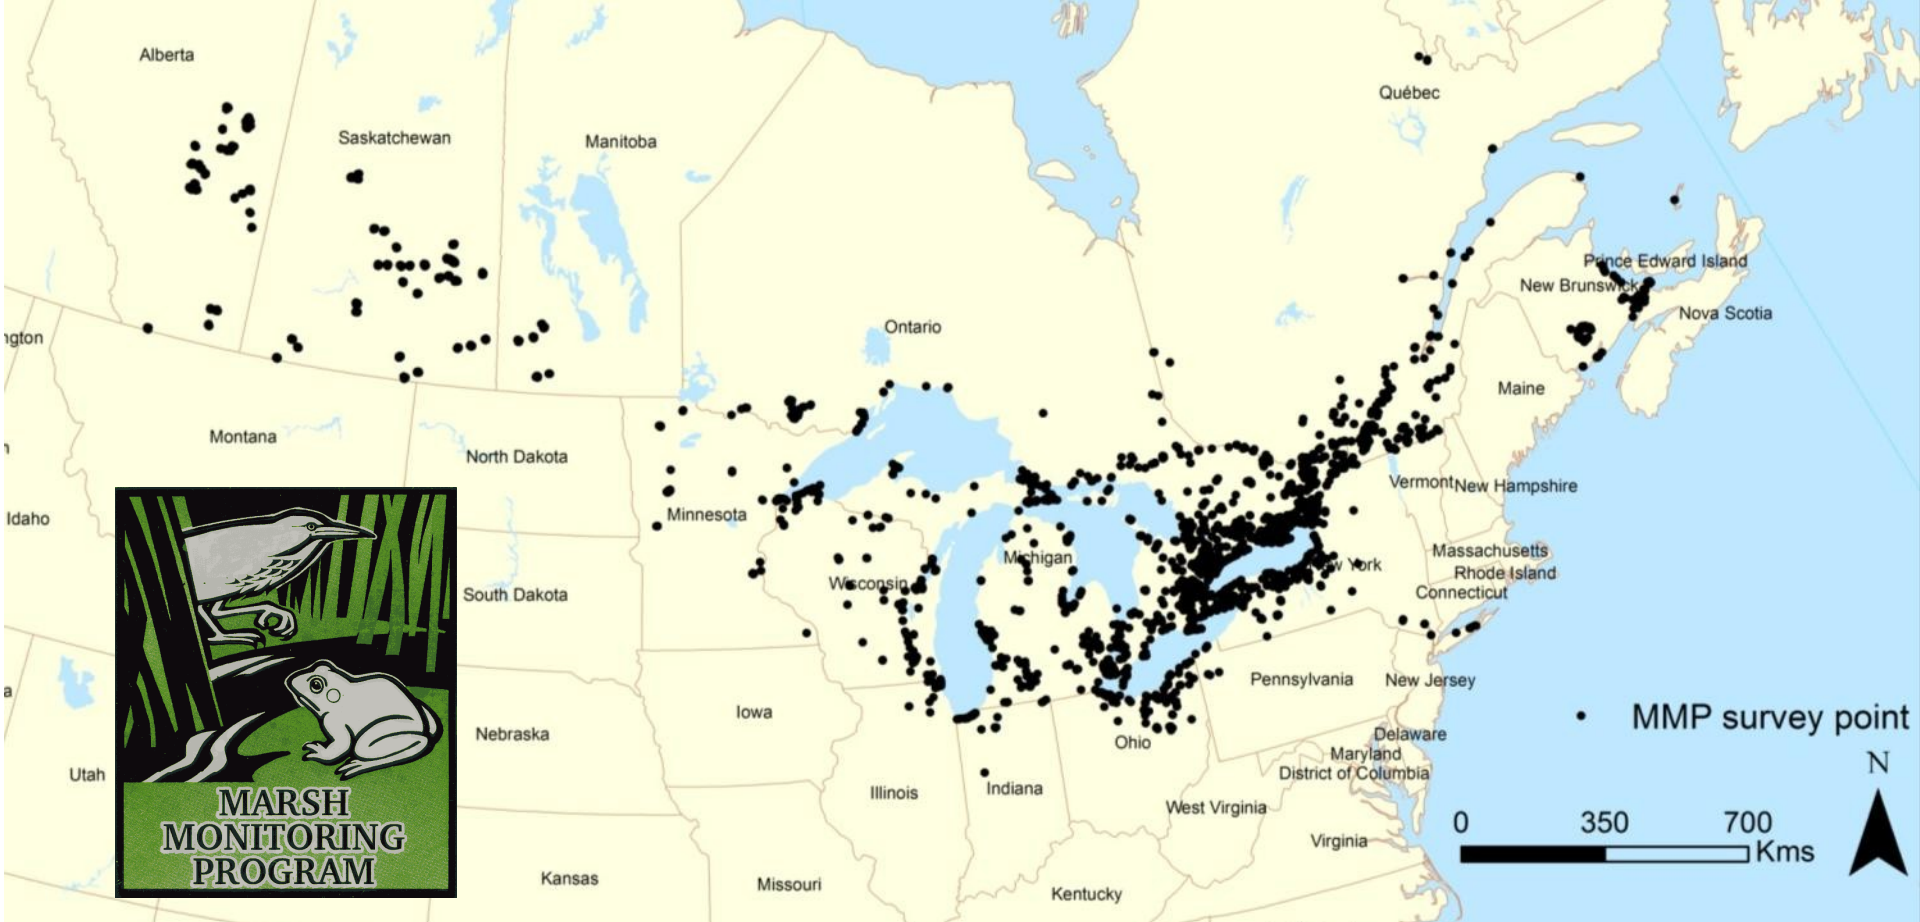 Alberta
Saskatchewan
Manitoba
Ontario
Québec
Prince Edward Island
New Brunswick
Nova Scotia
Maine
ngton
Montana
North Dakota
Minnesota
Idaho
South Dakota
Wisconsin
Michigan
New York
Vermont
New Hampshire
Massachusetts
Rhode Island
Connecticut
Pennsylvania
New Jersey
Iowa
Nebraska
Ohio
Delaware
Maryland
District of Columbia
Utah
a
n
Illinois
Indiana
West Virginia
Virginia
Kansas
Missouri
Kentucky
MARSH
MONITORING
PROGRAM
MMP survey point
N
0 350 700
Kms